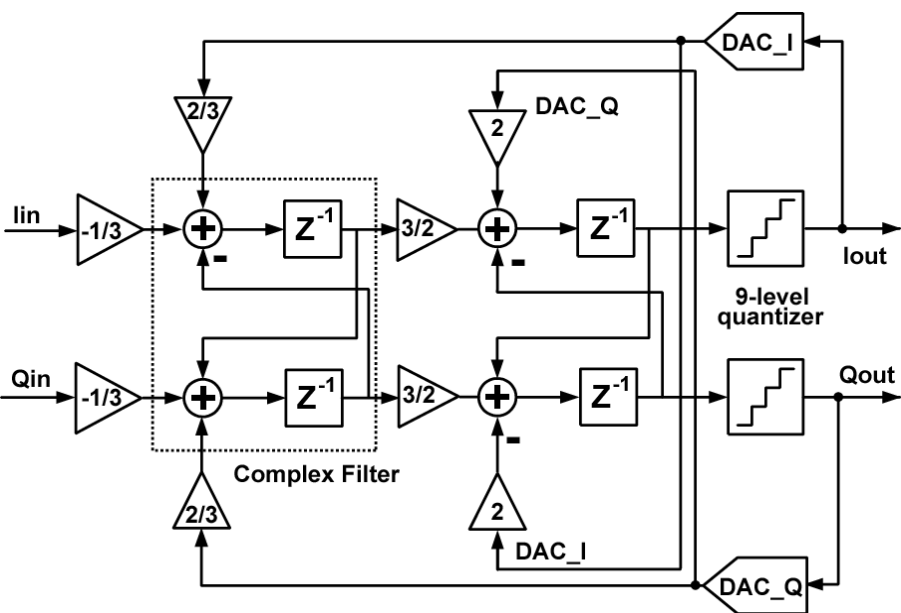 DAC_I
2/3
DAC_Q
2
Iin
-1/3
+
Z-1
3/2
+
Z-1
Iout
-
-
9-level
quantizer
Qin
-1/3
+
Z-1
3/2
+
Z-1
Qout
-
Complex Filter
2/3
2
DAC_I
DAC_Q